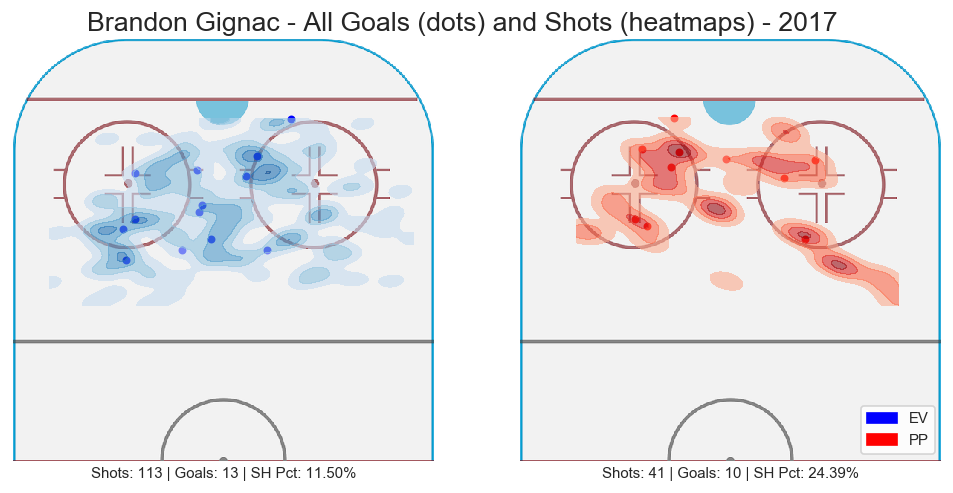 Brandon Gignac - All Goals (dots) and Shots (heatmaps) - 2017
EV
PP
Shots: 113 | Goals: 13 | SH Pct: 11.50%
Shots: 41 | Goals: 10 | SH Pct: 24.39%